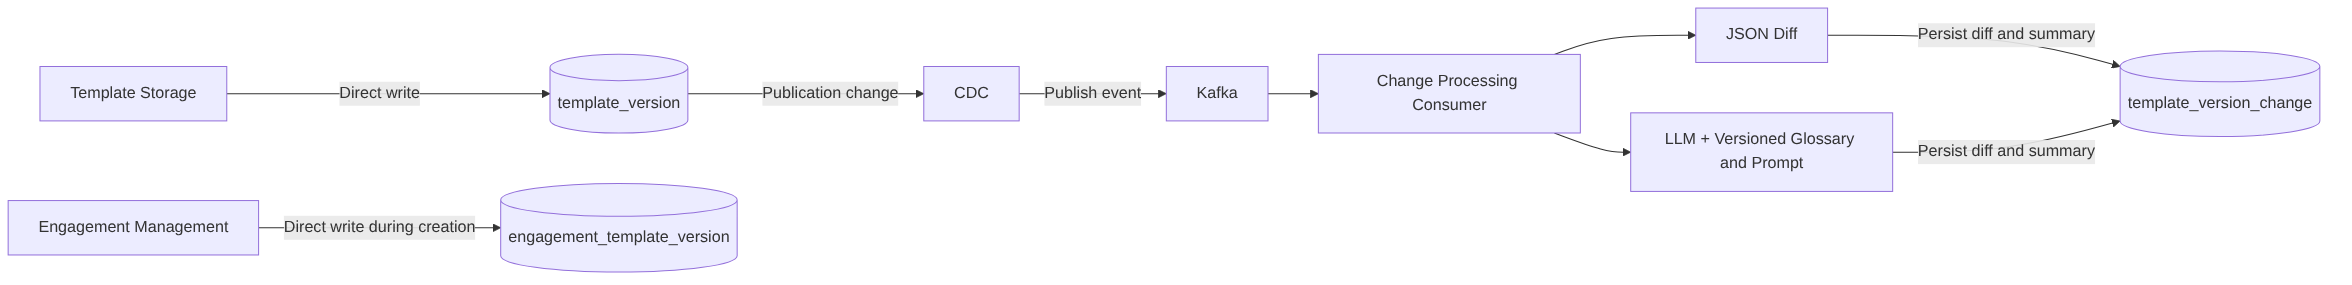 Template Storage
Direct write
template_version
Publication change
CDC
Publish event
Kafka
Change Processing
Consumer
JSON Diff
Persist diff and summary
LLM + Versioned Glossary
and Prompt
Persist diff and summary
template_version_change
Engagement Management
Direct write during creation
engagement_template_version